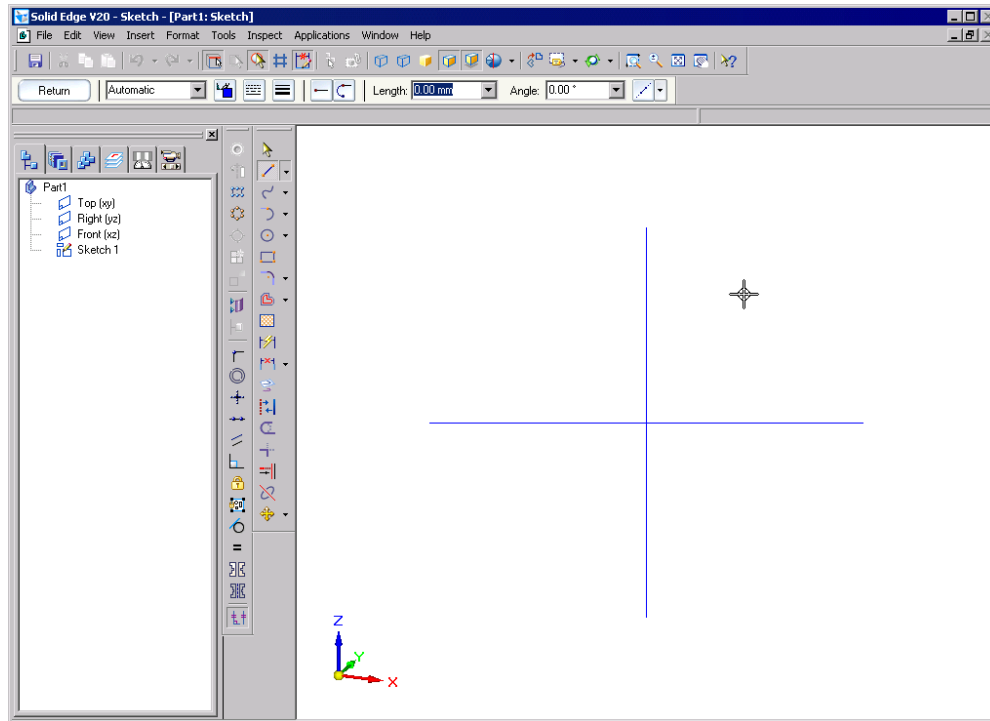 Solid Edge V20 - Sketch - [Part1: Sketch]
File Edit View Insert Format Tools Inspect Applications Window Help
Return Automatic Length: 0.00 mm Angle: 0.00 °
Part1
Top (xy)
Right (yz)
Front (xz)
Sketch 1
Z
Y
X